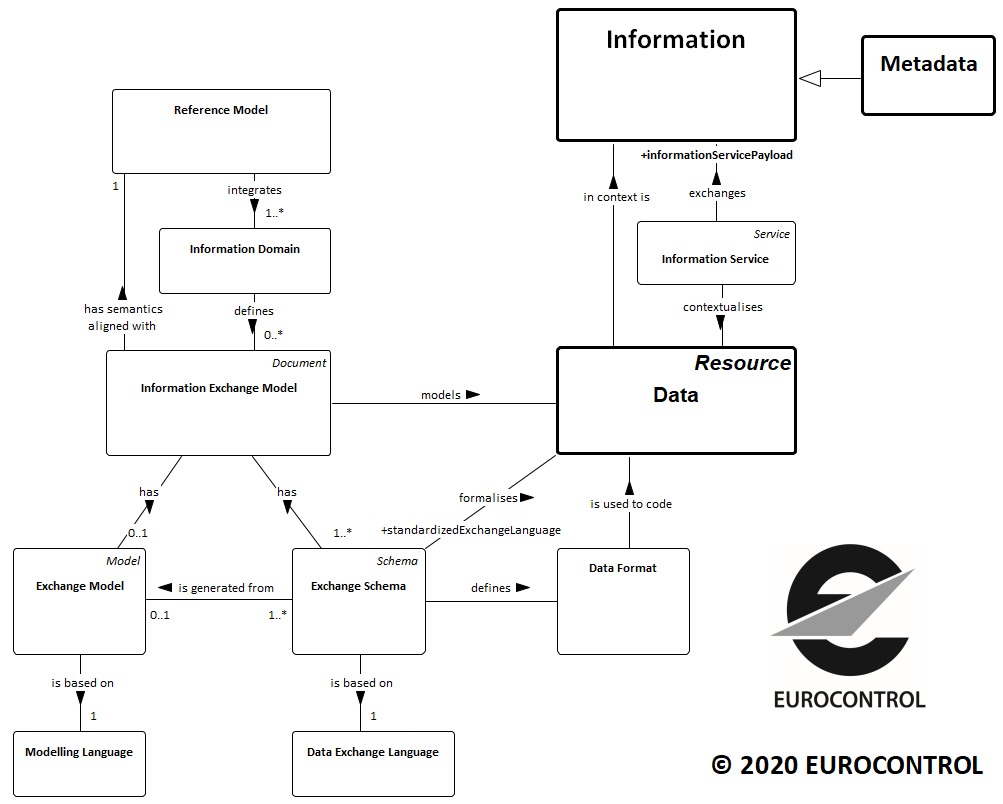 Information
Metadata
Reference Model
+informationServicePayload
1
integrates
in context is
exchanges
1..*
Service
Information Domain
Information Service
has semantics
aligned with
defines
contextualises
0..*
Document
Information Exchange Model
Resource
Data
models
has
has
formalises
is used to code
0..1
1..*
+standardizedExchangeLanguage
Model
Exchange Model
is generated from
Schema
Exchange Schema
defines
Data Format
0..1
1..*
is based on
is based on
1
1
Modelling Language
Data Exchange Language
EUROCONTROL
© 2020 EUROCONTROL